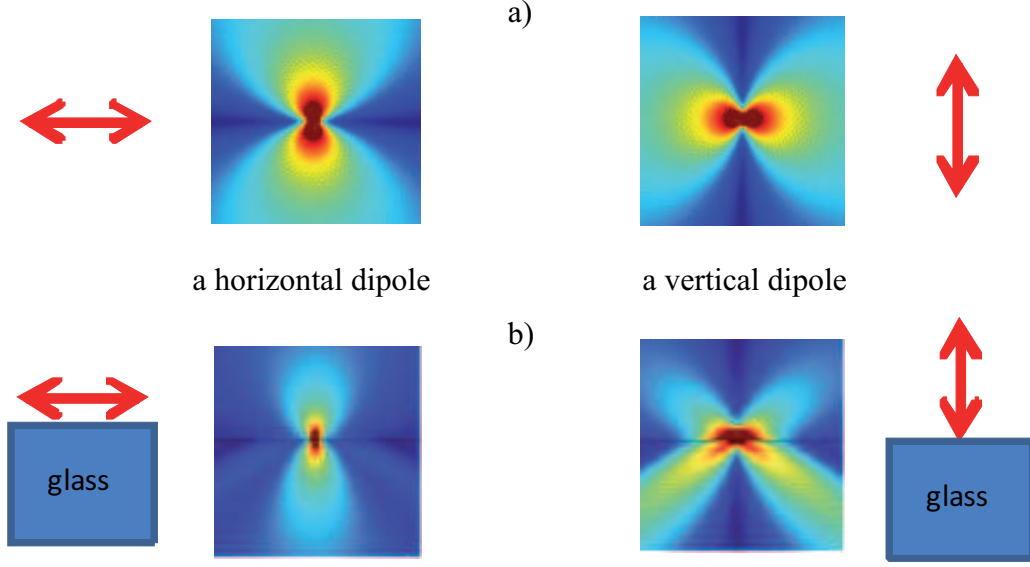 a)
a horizontal dipole
a vertical dipole
b)
glass
glass